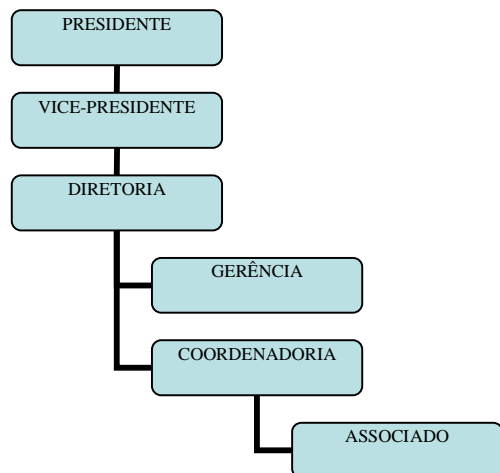 PRESIDENTE
VICE-PRESIDENTE
DIRETORIA
GERÊNCIA
COORDENADORIA
ASSOCIADO